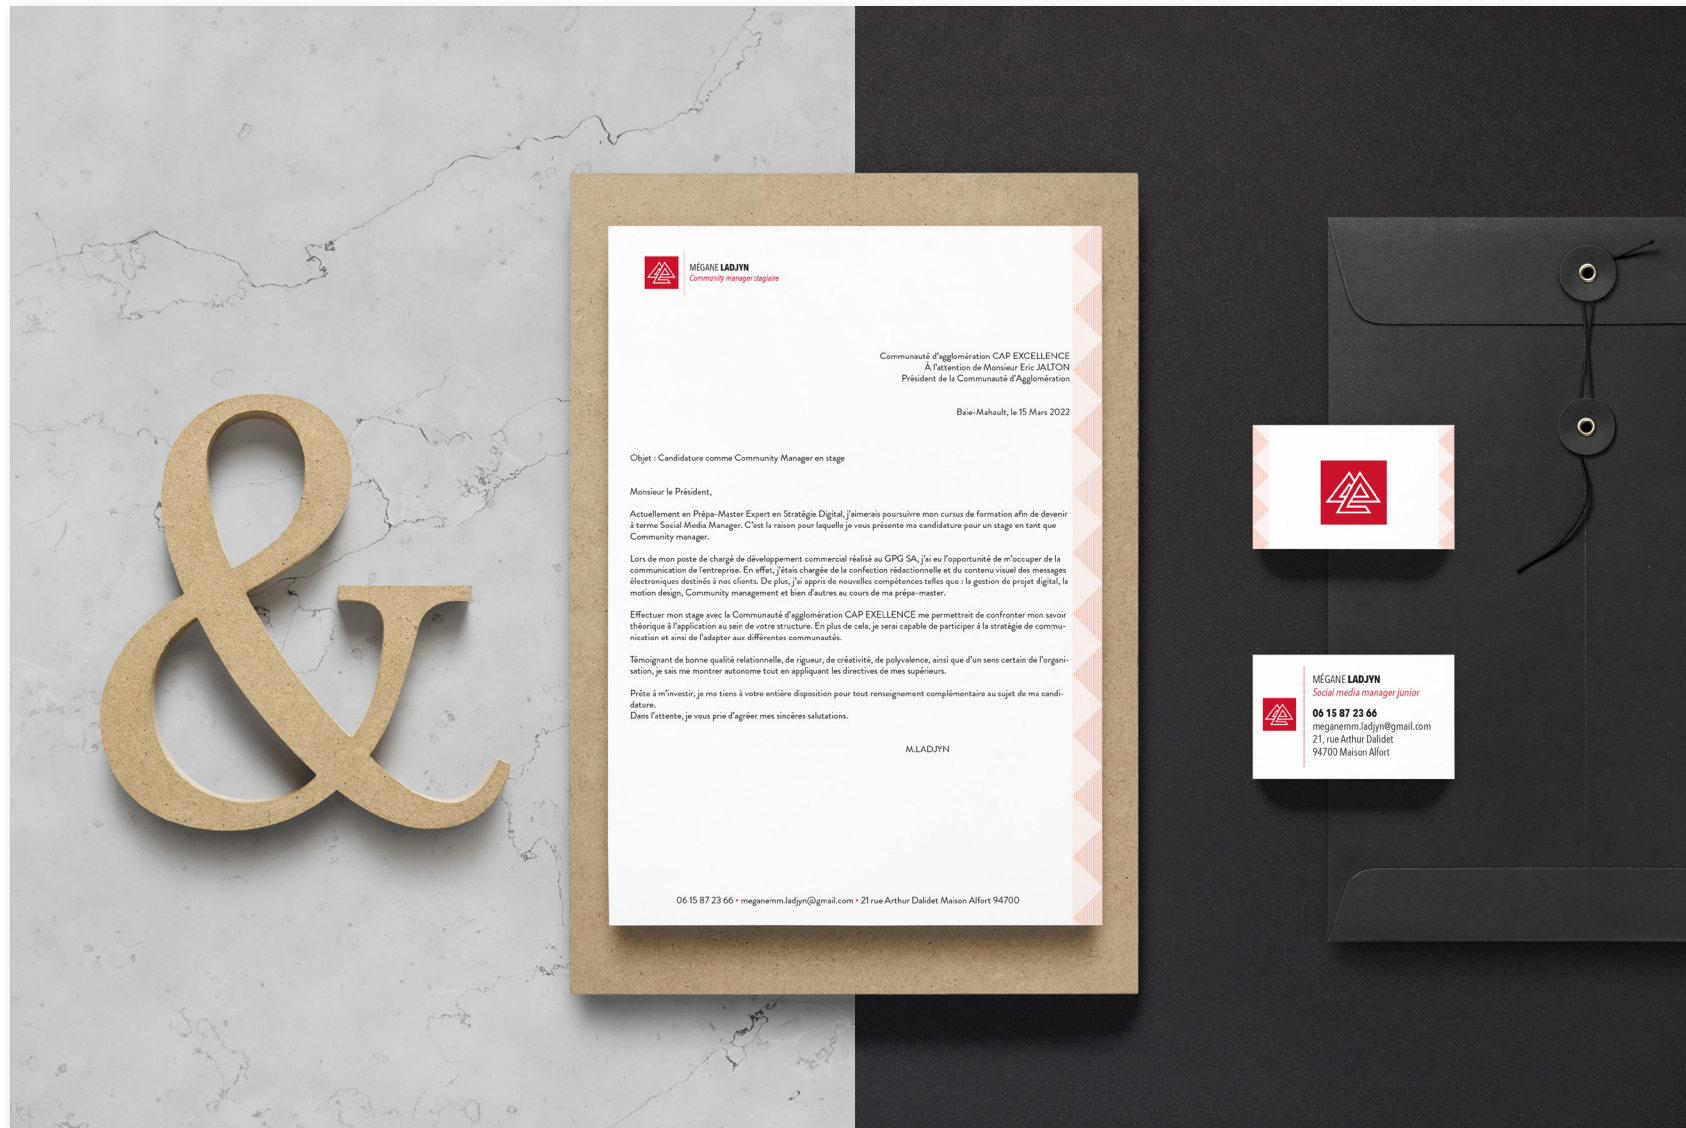 &
MÉGANE LADJYN
Community manager stagiaire
Communauté d'agglomération CAP EXCELLENCE
À l'attention de Monsieur Eric JALTON
Président de la Communauté d'Agglomération
Baie-Mahault, le 15 Mars 2022
Objet : Candidature comme Community Manager en stage
Monsieur le Président,
Actuellement en Prépa-Master Expert en Stratégie Digital, j'aimerais poursuivre mon cursus de formation afin de devenir
à terme Social Media Manager. C'est la raison pour laquelle je vous présente ma candidature pour un stage en tant que
Community manager.
Lors de mon poste de chargé de développement commercial réalisé au GPG SA, j'ai eu l'opportunité de m'occuper de la
communication de l'entreprise. En effet, j'étais chargée de la confection rédactionnelle et du contenu visuel des messages
électroniques destinés à nos clients. De plus, j'ai appris de nouvelles compétences telles que : la gestion de projet digital, la
motion design, Community management et bien d'autres au cours de ma prépa-master.
Effectuer mon stage avec la Communauté d'agglomération CAP EXELLENCE me permettrait de confronter mon savoir
théorique à l'application au sein de votre structure. En plus de cela, je serai capable de participer à la stratégie de commu-
nication et ainsi de l'adapter aux différentes communautés.
Témoignant de bonne qualité relationnelle, de rigueur, de créativité, de polyvalence, ainsi que d'un sens certain de l'organi-
sation, je sais me montrer autonome tout en appliquant les directives de mes supérieurs.
Prête à m'investir, je me tiens à votre entière disposition pour tout renseignement complémentaire au sujet de ma candi-
dature.
Dans l'attente, je vous prie d'agréer mes sincères salutations.
M.LADJYN
06 15 87 23 66 • meganemm.ladjyn@gmail.com • 21 rue Arthur Dalidet Maison Alfort 94700
MÉGANE LADJYN
Social media manager junior
06 15 87 23 66
meganemm.ladjyn@gmail.com
21, rue Arthur Dalidet
94700 Maison Alfort